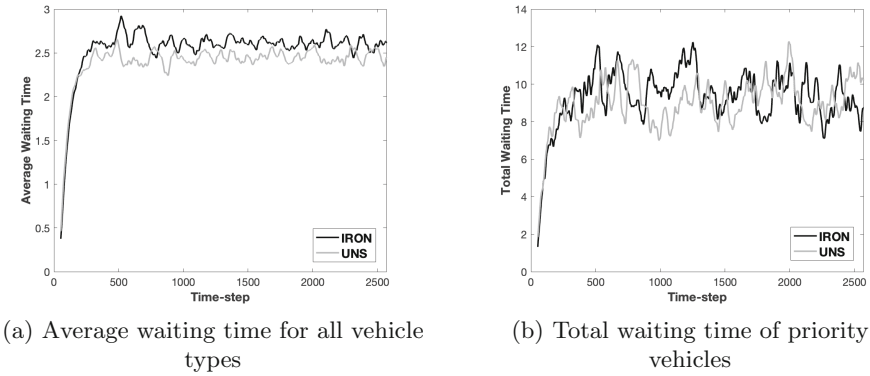 3
2.5
2
1.5
1
0.5
0
Average Waiting Time
0 500 1000 1500 2000 2500
Time-step
IRON
UNS
(a) Average waiting time for all vehicle
types
14
12
10
8
6
4
2
0
Total Waiting Time
0 500 1000 1500 2000 2500
Time-step
IRON
UNS
(b) Total waiting time of priority
vehicles